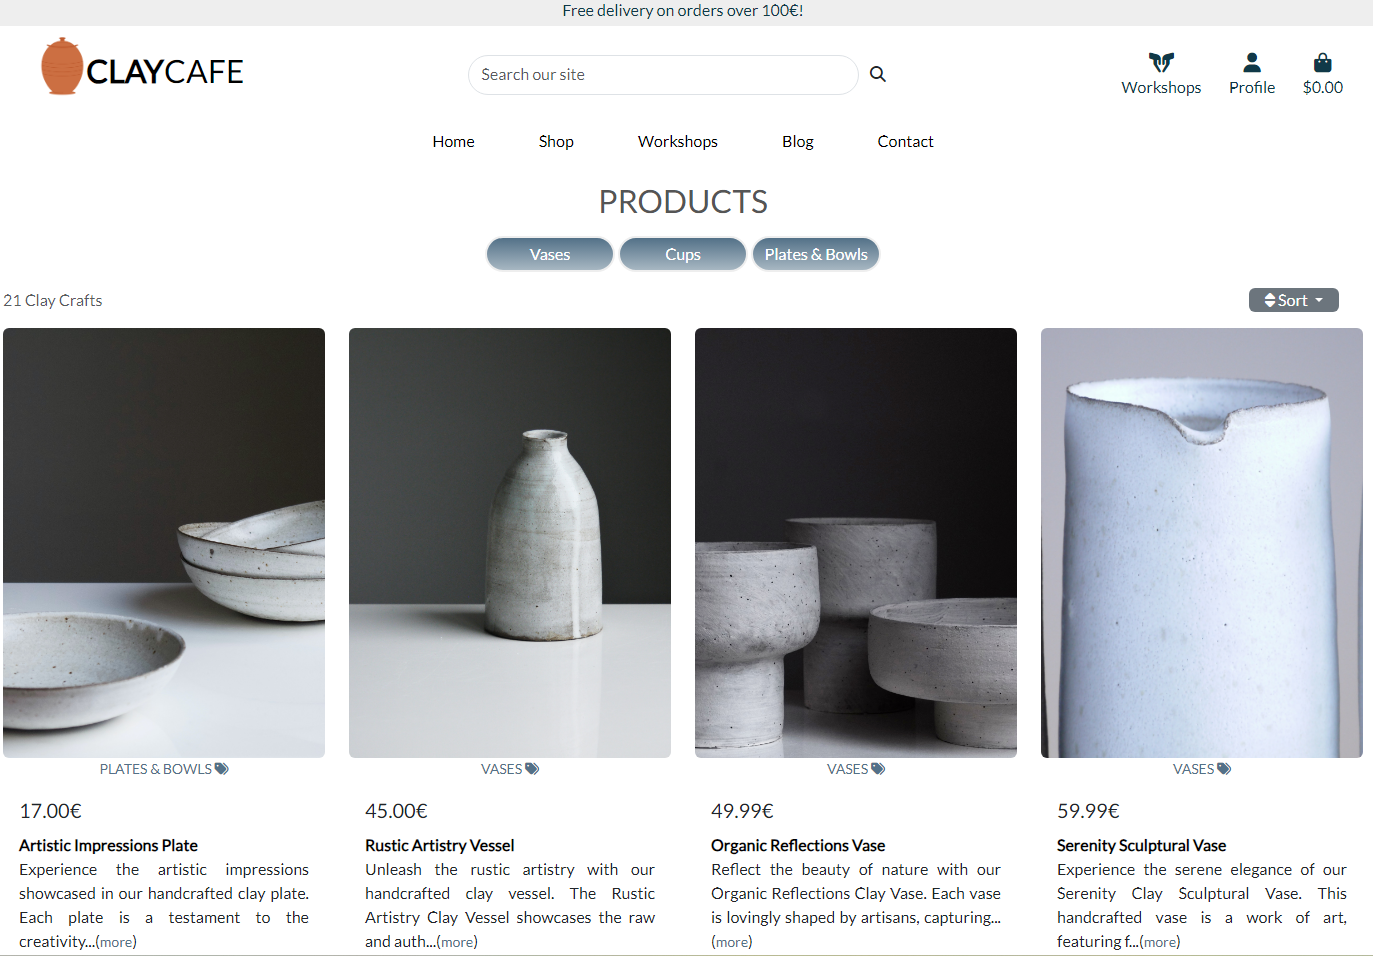 Free delivery on orders over 100€!
CLAYCAFE
Search our site
Workshops
Profile
$0.00
Home
Shop
Workshops
Blog
Contact
PRODUCTS
Vases
Cups
Plates & Bowls
21 Clay Crafts
Sort
PLATES & BOWLS
17.00€
Artistic Impressions Plate
Experience the artistic impressions
showcased in our handcrafted clay plate.
Each plate is a testament to the
creativity...(more)
VASES
45.00€
Rustic Artistry Vessel
Unleash the rustic artistry with our
handcrafted clay vessel. The Rustic
Artistry Clay Vessel showcases the raw
and auth...(more)
VASES
49.99€
Organic Reflections Vase
Reflect the beauty of nature with our
Organic Reflections Clay Vase. Each vase
is lovingly shaped by artisans, capturing...
(more)
VASES
59.99€
Serenity Sculptural Vase
Experience the serene elegance of our
Serenity Clay Sculptural Vase. This
handcrafted vase is a work of art,
featuring f...(more)